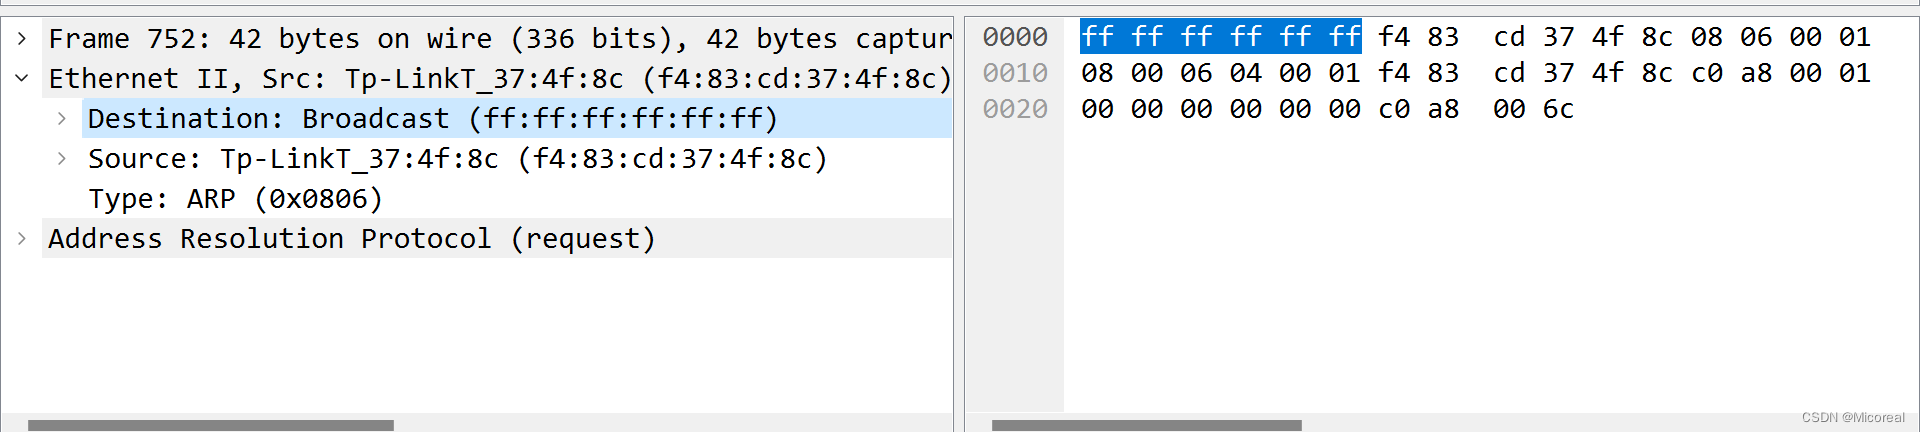 Frame 752: 42 bytes on wire (336 bits), 42 bytes captur
Ethernet II, Src: Tp-LinkT_37:4f:8c (f4:83:cd:37:4f:8c)
Destination: Broadcast (ff:ff:ff:ff:ff:ff)
Source: Tp-LinkT_37:4f:8c (f4:83:cd:37:4f:8c)
Type: ARP (0x0806)
Address Resolution Protocol (request)
0000 ff ff ff ff ff ff f4 83 cd 37 4f 8c 08 06 00 01
0010 08 00 06 04 00 01 f4 83 cd 37 4f 8c c0 a8 00 01
0020 00 00 00 00 00 00 c0 a8 00 6c
CSDN @Micoreal